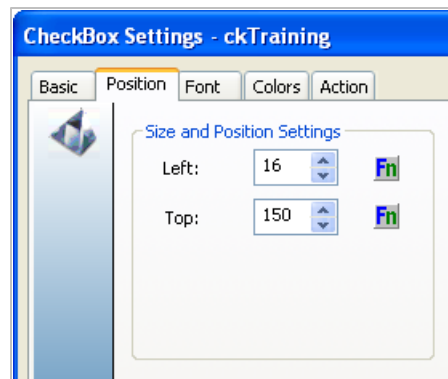 CheckBox Settings - ckTraining
Basic Position Font Colors Action
Size and Position Settings
Left: 16 Fn
Top: 150 Fn